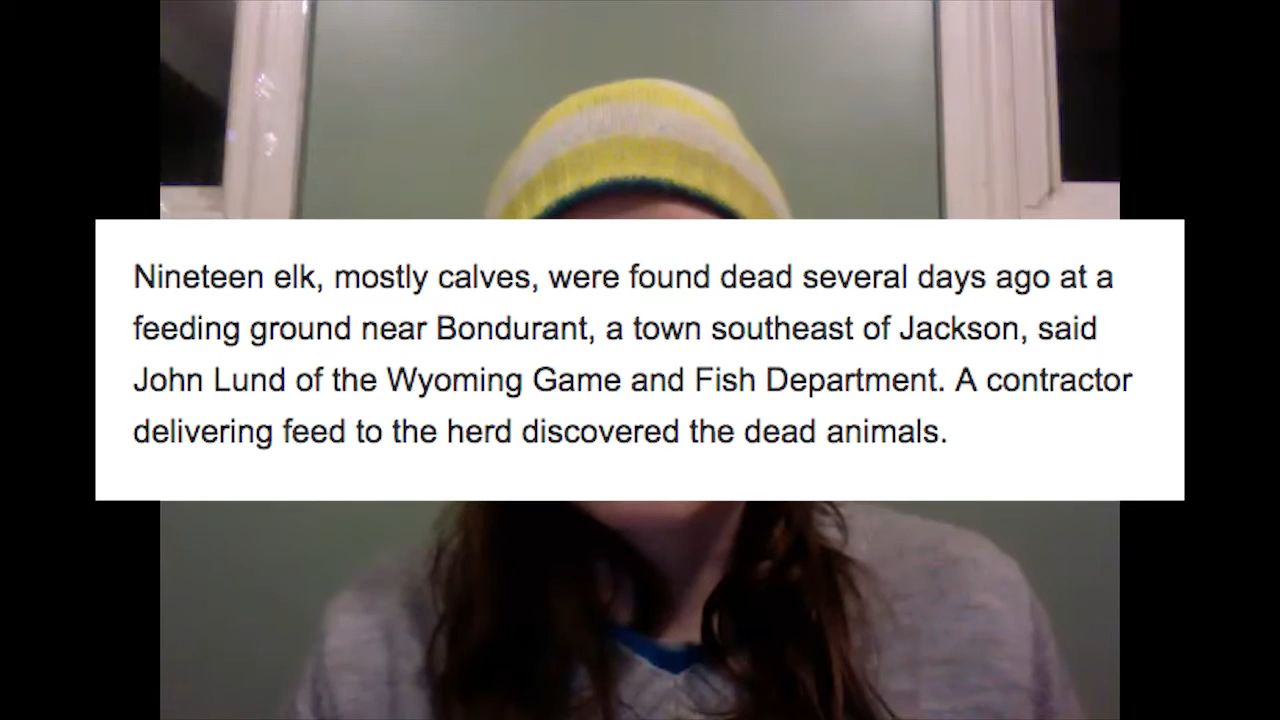 Nineteen elk, mostly calves, were found dead several days ago at a
feeding ground near Bondurant, a town southeast of Jackson, said
John Lund of the Wyoming Game and Fish Department. A contractor
delivering feed to the herd discovered the dead animals.